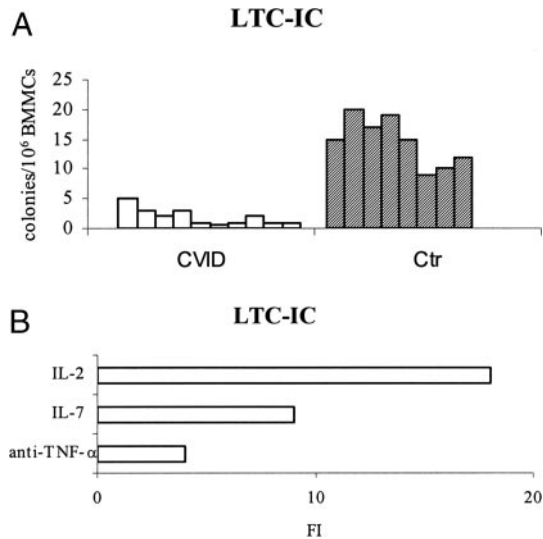 A
LTC-IC
colonies/10⁶ BMMCs
25
20
15
10
5
0
CVID
Ctr
B
LTC-IC
IL-2
IL-7
anti-TNF-α
0
10
20
FI